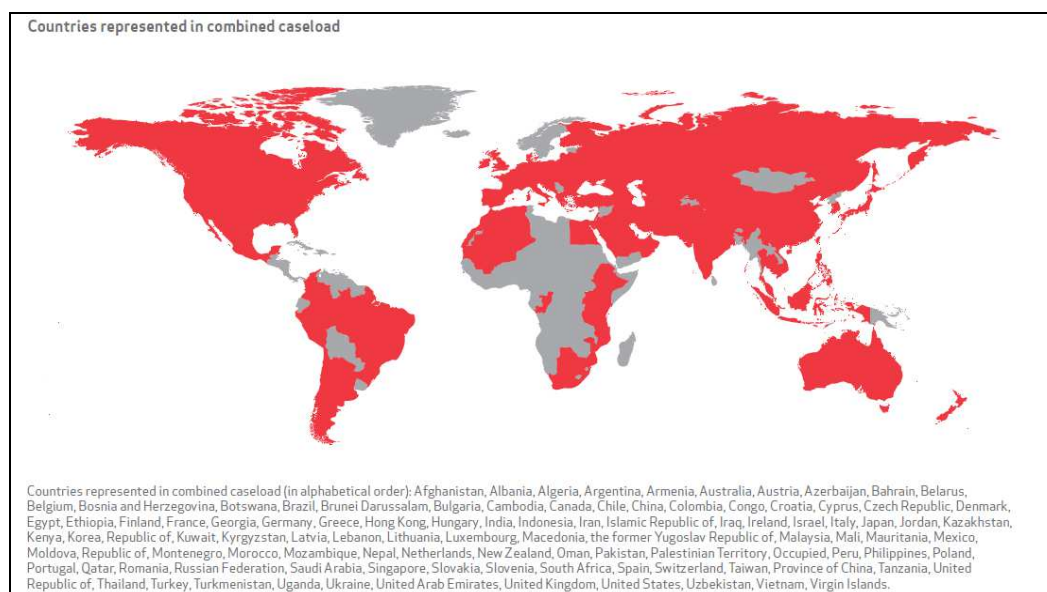 Countries represented in combined caseload
Countries represented in combined caseload (in alphabetical order): Afghanistan, Albania, Algeria, Argentina, Armenia, Australia, Austria, Azerbaijan, Bahrain, Belarus,
Belgium, Bosnia and Herzegovina, Botswana, Brazil, Brunei Darussalam, Bulgaria, Cambodia, Canada, Chile, China, Colombia, Congo, Croatia, Cyprus, Czech Republic, Denmark,
Egypt, Ethiopia, Finland, France, Georgia, Germany, Greece, Hong Kong, Hungary, India, Indonesia, Iran, Islamic Republic of, Iraq, Ireland, Israel, Italy, Japan, Jordan, Kazakhstan,
Kenya, Korea, Republic of, Kuwait, Kyrgyzstan, Latvia, Lebanon, Lithuania, Luxembourg, Macedonia, the former Yugoslav Republic of, Malaysia, Mali, Mauritania, Mexico,
Moldova, Republic of, Montenegro, Morocco, Mozambique, Nepal, Netherlands, New Zealand, Oman, Pakistan, Palestinian Territory, Occupied, Peru, Philippines, Poland,
Portugal, Qatar, Romania, Russian Federation, Saudi Arabia, Singapore, Slovakia, Slovenia, South Africa, Spain, Switzerland, Taiwan, Province of China, Tanzania, United
Republic of, Thailand, Turkey, Turkmenistan, Uganda, Ukraine, United Arab Emirates, United Kingdom, United States, Uzbekistan, Vietnam, Virgin Islands.